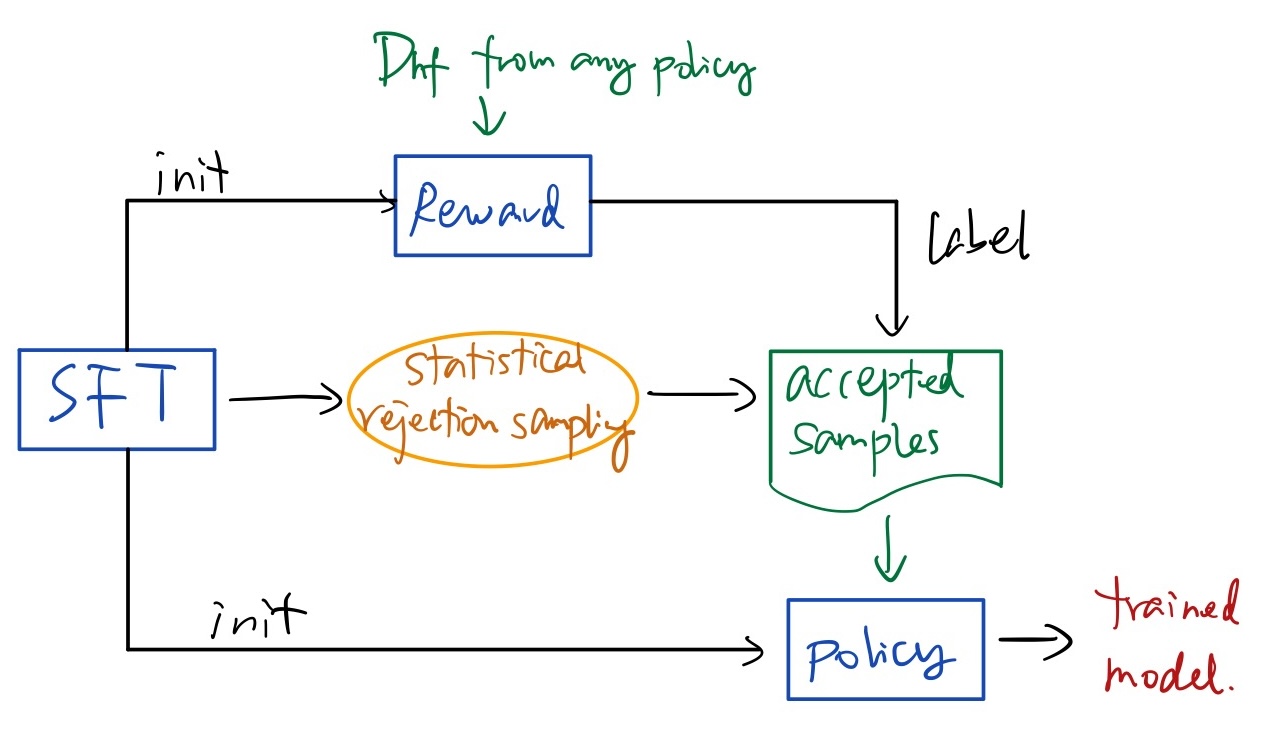 Dhf from any policy
init
Reward
Label
SFT
statistical
rejection sampling
accepted
samples
init
policy
trained
model.